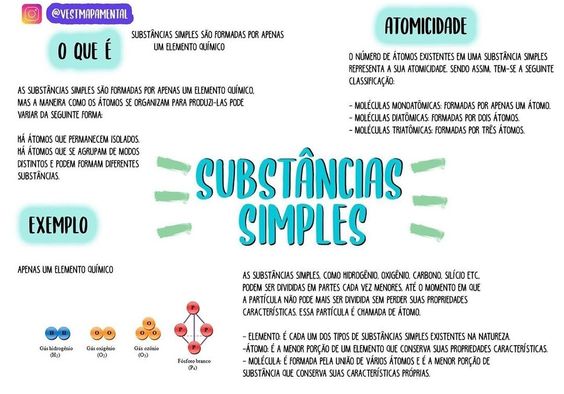 @VESTMAPAMENTAL
O QUE É
SUBSTÂNCIAS SIMPLES SÃO FORMADAS POR APENAS
UM ELEMENTO QUÍMICO
AS SUBSTÂNCIAS SIMPLES SÃO FORMADAS POR APENAS UM ELEMENTO QUÍMICO,
MAS A MANEIRA COMO OS ÁTOMOS SE ORGANIZAM PARA PRODUZI-LAS PODE
VARIAR DA SEGUINTE FORMA:
HÁ ÁTOMOS QUE PERMANECEM ISOLADOS.
HÁ ÁTOMOS QUE SE AGRUPAM DE MODOS
DISTINTOS E PODEM FORMAM DIFERENTES
SUBSTÂNCIAS.
ATOMICIDADE
O NÚMERO DE ÁTOMOS EXISTENTES EM UMA SUBSTÂNCIA SIMPLES
REPRESENTA A SUA ATOMICIDADE. SENDO ASSIM, TEM-SE A SEGUINTE
CLASSIFICAÇÃO:
- MOLÉCULAS MONOATÔMICAS: FORMADAS POR APENAS UM ÁTOMO.
- MOLÉCULAS DIATÔMICAS: FORMADAS POR DOIS ÁTOMOS.
- MOLÉCULAS TRIATÔMICAS: FORMADAS POR TRÊS ÁTOMOS.
SUBSTÂNCIAS
SIMPLES
EXEMPLO
APENAS UM ELEMENTO QUÍMICO
H H
O O
O O O
P P P P
Gás hidrogênio
(H₂)
Gás oxigênio
(O₂)
Gás ozônio
(O₃)
Fósforo branco
(P₄)
AS SUBSTÂNCIAS SIMPLES, COMO HIDROGÊNIO, OXIGÊNIO, CARBONO, SILÍCIO ETC,
PODEM SER DIVIDIDAS EM PARTES CADA VEZ MENORES, ATÉ O MOMENTO EM QUE
A PARTÍCULA NÃO PODE MAIS SER DIVIDIDA SEM PERDER SUAS PROPRIEDADES
CARACTERÍSTICAS. ESSA PARTÍCULA É CHAMADA DE ÁTOMO.
- ELEMENTO: É CADA UM DOS TIPOS DE SUBSTÂNCIAS SIMPLES EXISTENTES NA NATUREZA.
-ÁTOMO: É A MENOR PORÇÃO DE UM ELEMENTO QUE CONSERVA SUAS PROPRIEDADES CARACTERÍSTICAS.
- MOLÉCULA: É FORMADA PELA UNIÃO DE VÁRIOS ÁTOMOS E É A MENOR PORÇÃO DE
SUBSTÂNCIA QUE CONSERVA SUAS CARACTERÍSTICAS PRÓPRIAS.